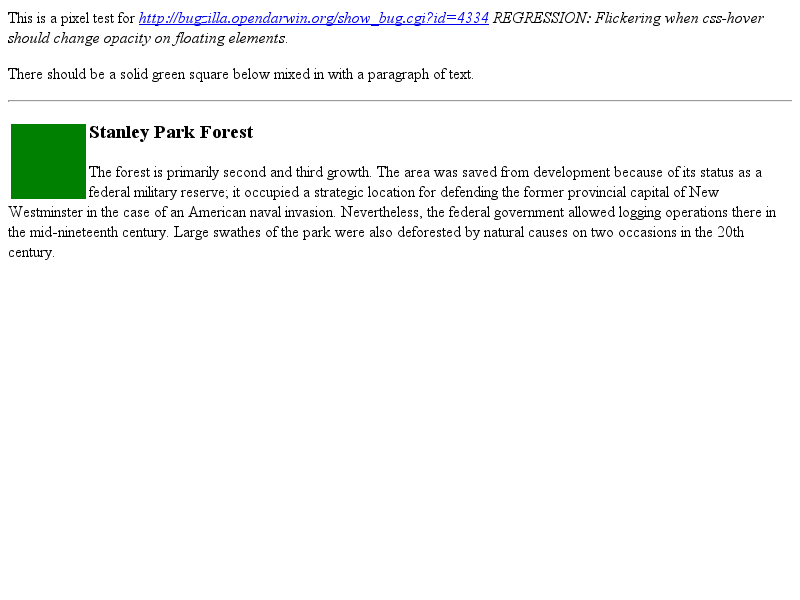 This is a pixel test for http://bugzilla.opendarwin.org/show_bug.cgi?id=4334 REGRESSION: Flickering when css-hover
should change opacity on floating elements.
There should be a solid green square below mixed in with a paragraph of text.
Stanley Park Forest
The forest is primarily second and third growth. The area was saved from development because of its status as a
federal military reserve; it occupied a strategic location for defending the former provincial capital of New
Westminster in the case of an American naval invasion. Nevertheless, the federal government allowed logging operations there in
the mid-nineteenth century. Large swathes of the park were also deforested by natural causes on two occasions in the 20th
century.